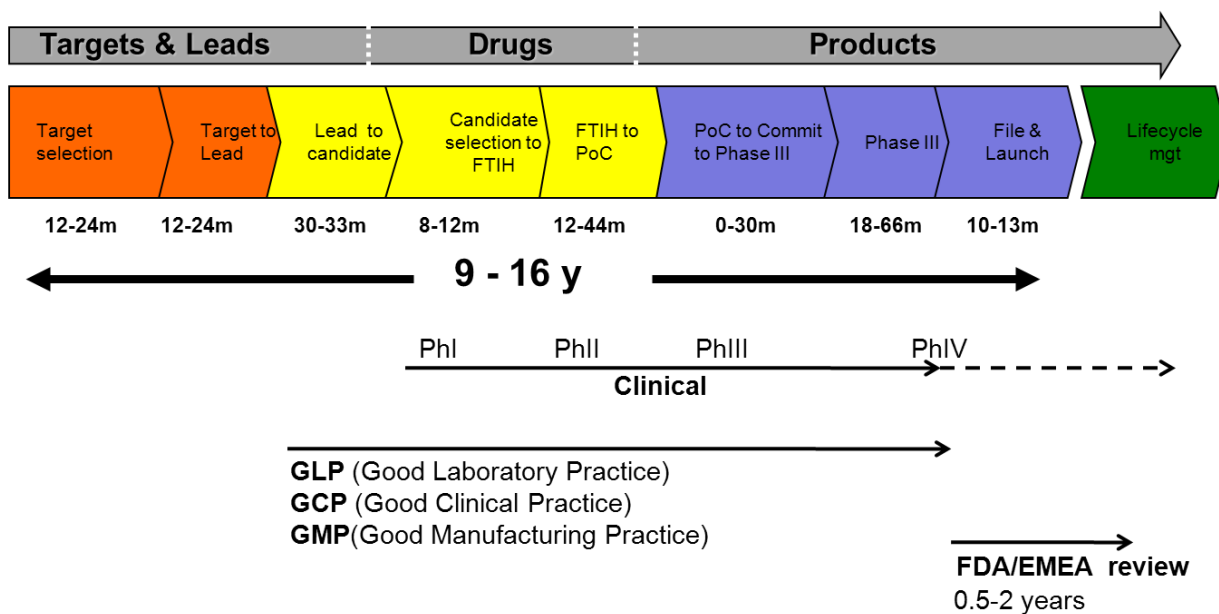 Targets & Leads
Drugs
Products
Target
selection
Target to
Lead
Lead to
candidate
Candidate
selection to
FTIH
FTIH to
PoC
PoC to Commit
to Phase III
Phase III
File &
Launch
Lifecycle
mgt
12-24m
12-24m
30-33m
8-12m
12-44m
0-30m
18-66m
10-13m
9 - 16 y
PhI
PhII
PhIII
PhIV
Clinical
GLP (Good Laboratory Practice)
GCP (Good Clinical Practice)
GMP(Good Manufacturing Practice)
FDA/EMEA review
0.5-2 years